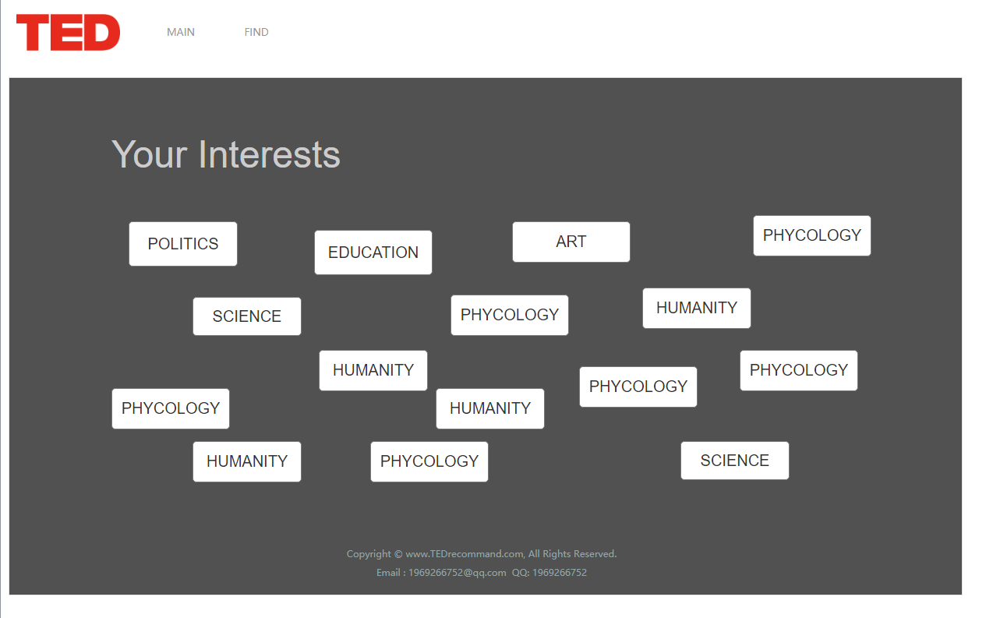 TED
MAIN
FIND
Your Interests
POLITICS
EDUCATION
ART
PHYCOLOGY
SCIENCE
PHYCOLOGY
HUMANITY
HUMANITY
PHYCOLOGY
PHYCOLOGY
PHYCOLOGY
HUMANITY
HUMANITY
PHYCOLOGY
SCIENCE
Copyright © www.TEDrecommand.com, All Rights Reserved.
Email : 1969266752@qq.com  QQ: 1969266752